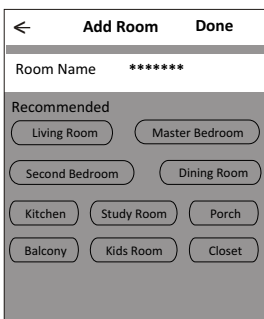 ← Add Room Done
Room Name *******
Recommended
Living Room Master Bedroom
Second Bedroom Dining Room
Kitchen Study Room Porch
Balcony Kids Room Closet